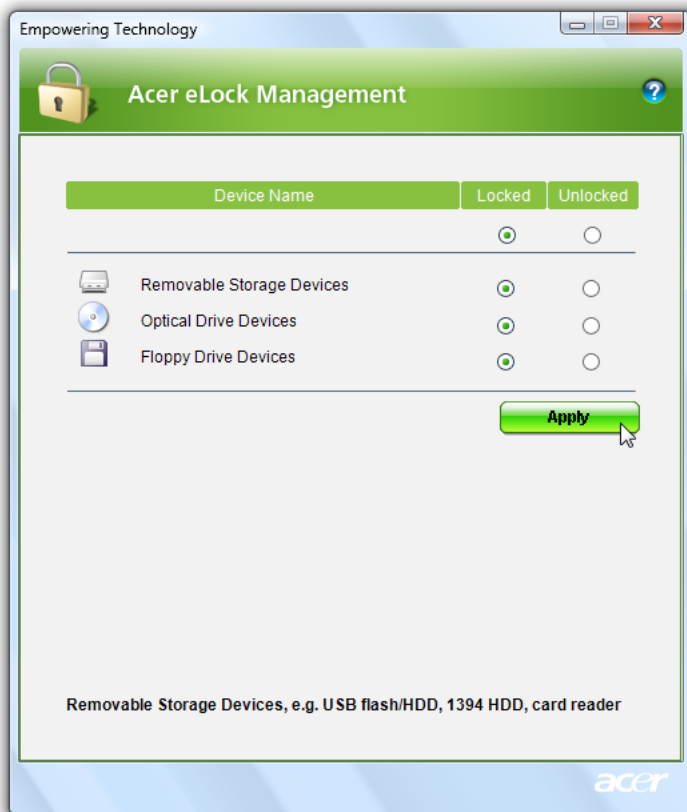 Empowering Technology
Acer eLock Management
Device Name Locked Unlocked
Removable Storage Devices
Optical Drive Devices
Floppy Drive Devices
Apply
Removable Storage Devices, e.g. USB flash/HDD, 1394 HDD, card reader
acer